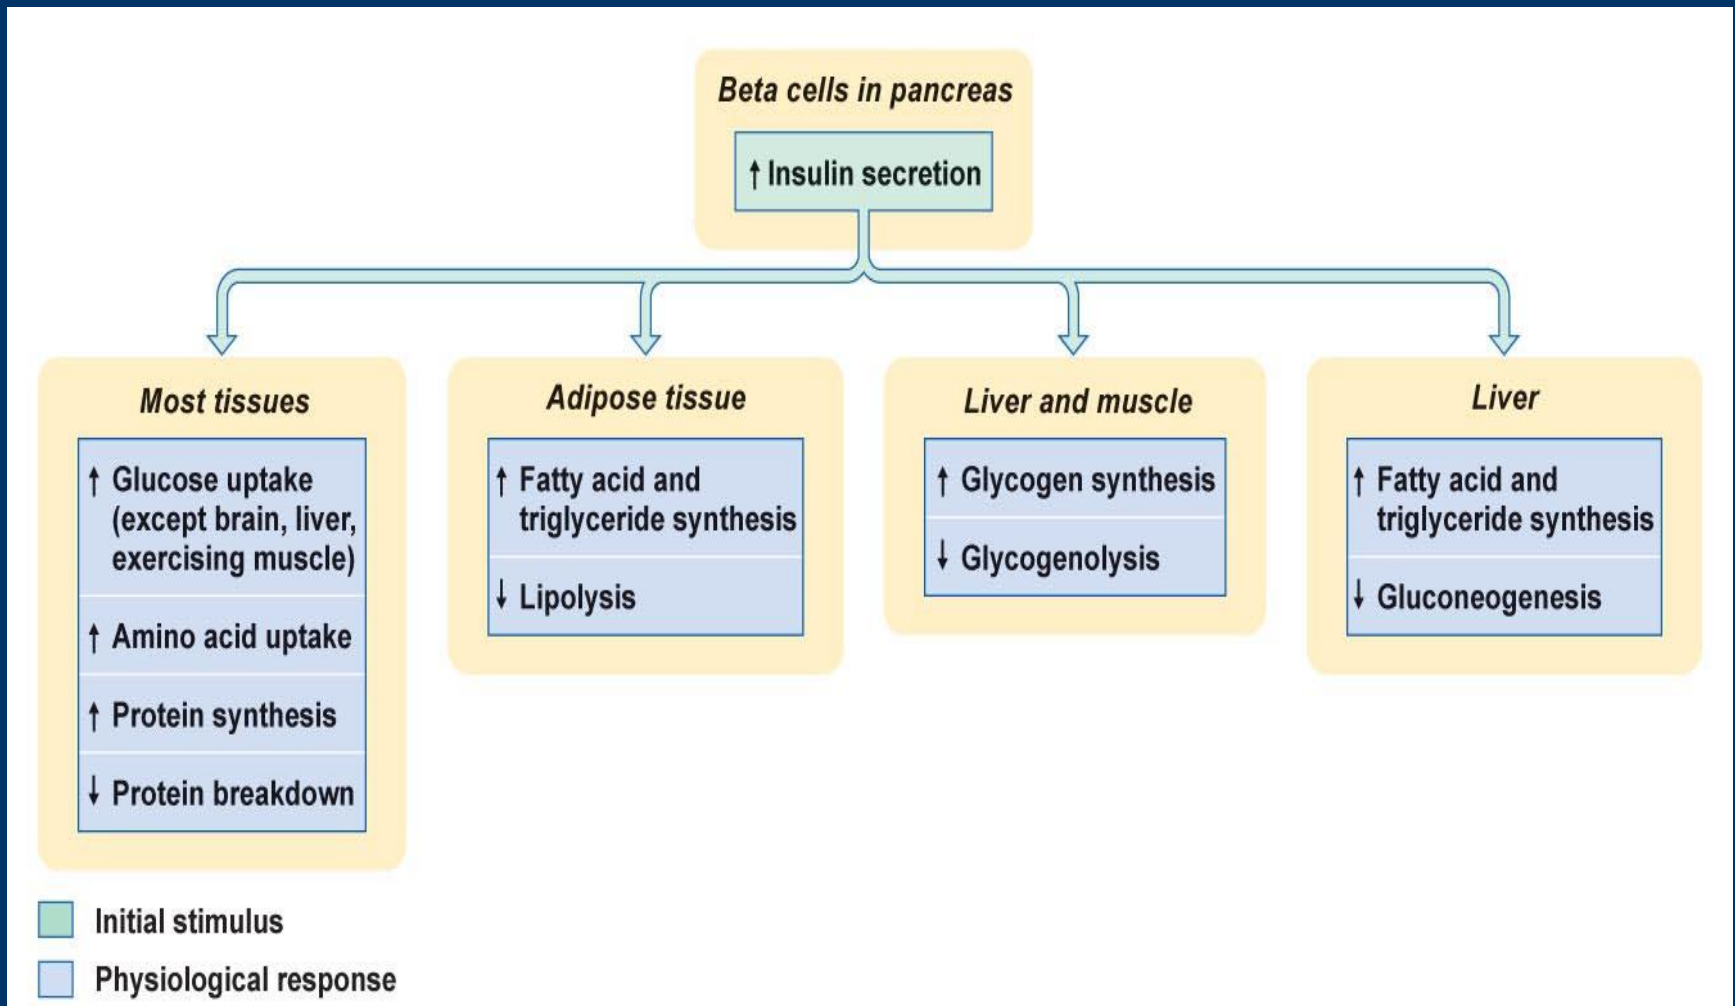 Beta cells in pancreas
↑ Insulin secretion
Most tissues
↑ Glucose uptake
(except brain, liver,
exercising muscle)
↑ Amino acid uptake
↑ Protein synthesis
↓ Protein breakdown
Adipose tissue
↑ Fatty acid and
triglyceride synthesis
↓ Lipolysis
Liver and muscle
↑ Glycogen synthesis
↓ Glycogenolysis
Liver
↑ Fatty acid and
triglyceride synthesis
↓ Gluconeogenesis
Initial stimulus
Physiological response